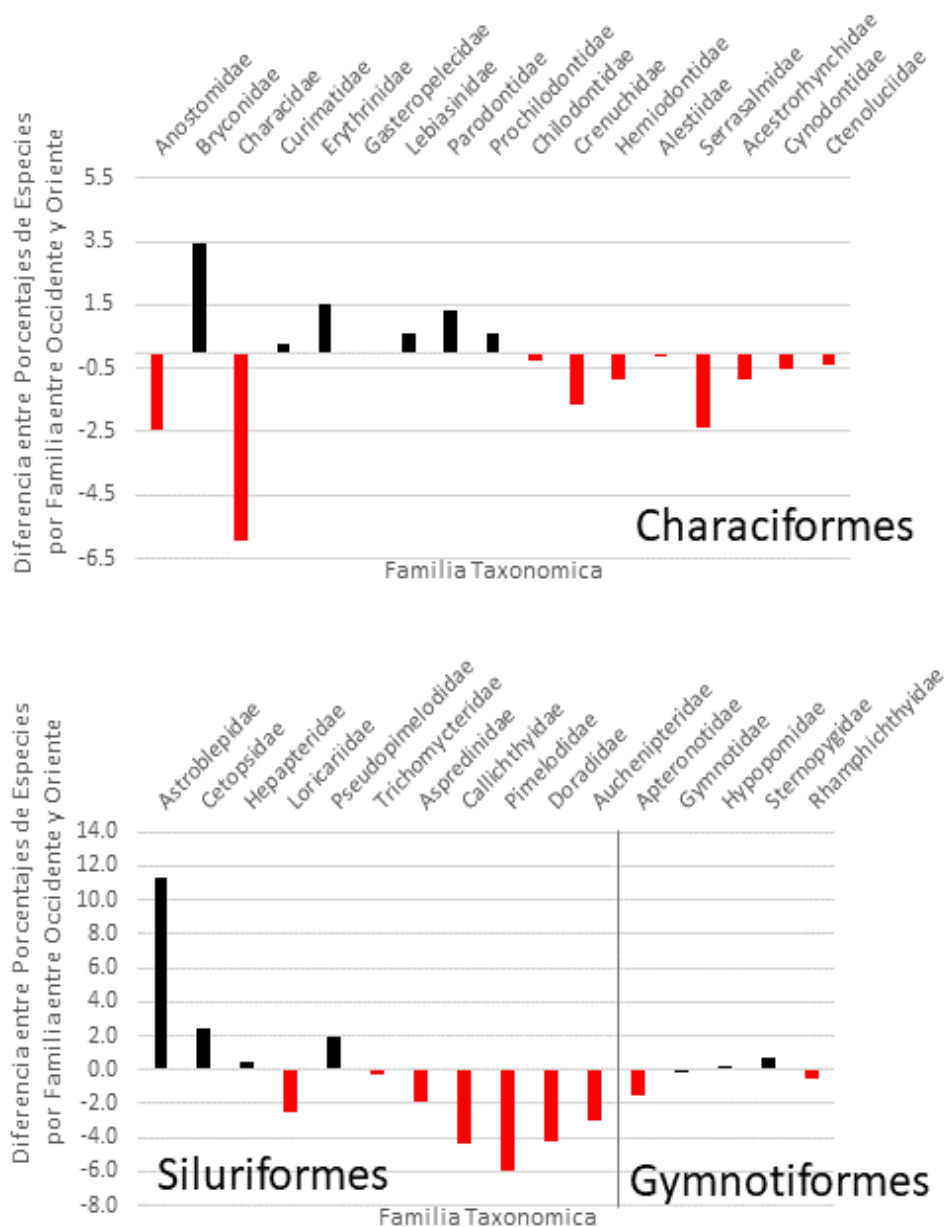 Anostomidae
Bryconidae
Characidae
Curimatidae
Erythrinidae
Gasteropelecidae
Lebiasinidae
Parodontidae
Prochilodontidae
Chilodontidae
Crenuchidae
Hemiodontidae
Alestiidae
Serrasalmidae
Acestrorhynchidae
Cynodontidae
Ctenoluciidae
Diferencia entre Porcentajes de Especies
por Familia entre Occidente y Oriente
5.5
3.5
1.5
-0.5
-2.5
-4.5
-6.5
Characiformes
Familia Taxonomica
Astroblepidae
Cetopsidae
Hepapteridae
Loricariidae
Pseudopimelodidae
Trichomycteridae
Aspredinidae
Callichthyidae
Pimelodidae
Doradidae
Auchenipteridae
Apteronotidae
Gymnotidae
Hypopomidae
Sternopygidae
Rhamphichthyidae
Diferencia entre Porcentajes de Especies
por Familia entre Occidente y Oriente
14.0
12.0
10.0
8.0
6.0
4.0
2.0
0.0
-2.0
-4.0
-6.0
-8.0
Siluriformes
Gymnotiformes
Familia Taxonomica